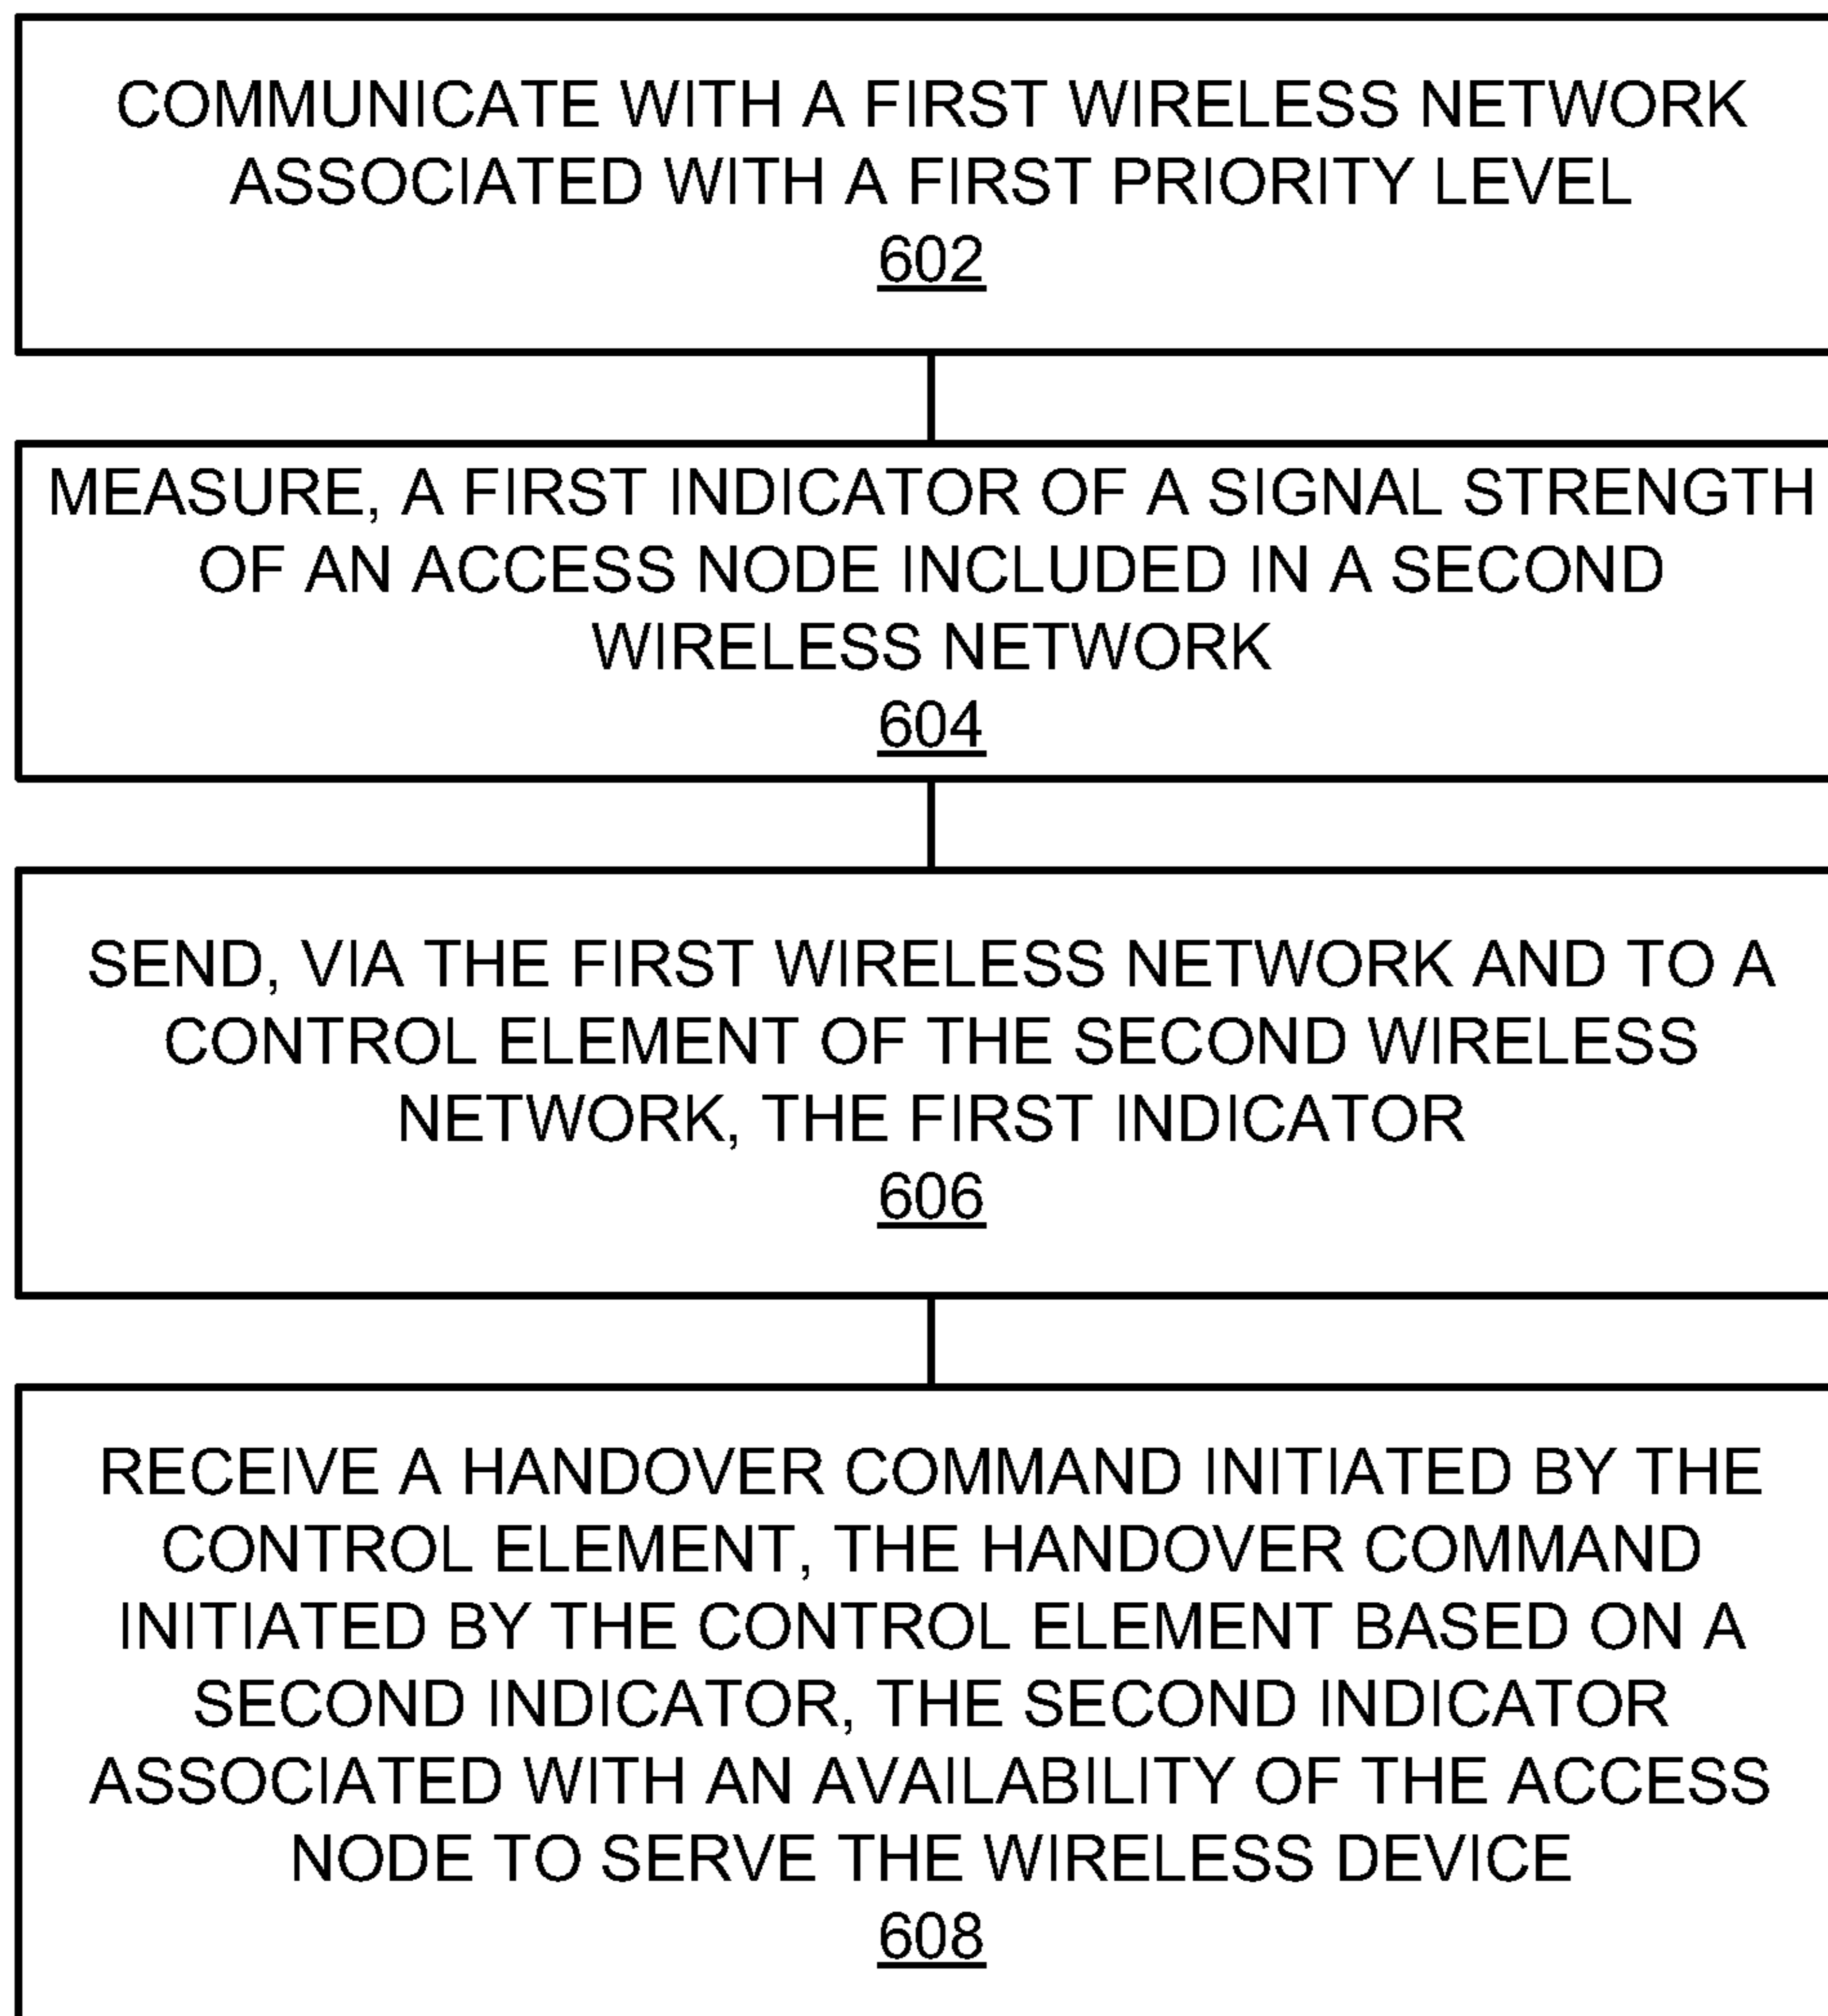 COMMUNICATE WITH A FIRST WIRELESS NETWORK
ASSOCIATED WITH A FIRST PRIORITY LEVEL
602
MEASURE, A FIRST INDICATOR OF A SIGNAL STRENGTH
OF AN ACCESS NODE INCLUDED IN A SECOND
WIRELESS NETWORK
604
SEND, VIA THE FIRST WIRELESS NETWORK AND TO A
CONTROL ELEMENT OF THE SECOND WIRELESS
NETWORK, THE FIRST INDICATOR
606
RECEIVE A HANDOVER COMMAND INITIATED BY THE
CONTROL ELEMENT, THE HANDOVER COMMAND
INITIATED BY THE CONTROL ELEMENT BASED ON A
SECOND INDICATOR, THE SECOND INDICATOR
ASSOCIATED WITH AN AVAILABILITY OF THE ACCESS
NODE TO SERVE THE WIRELESS DEVICE
608